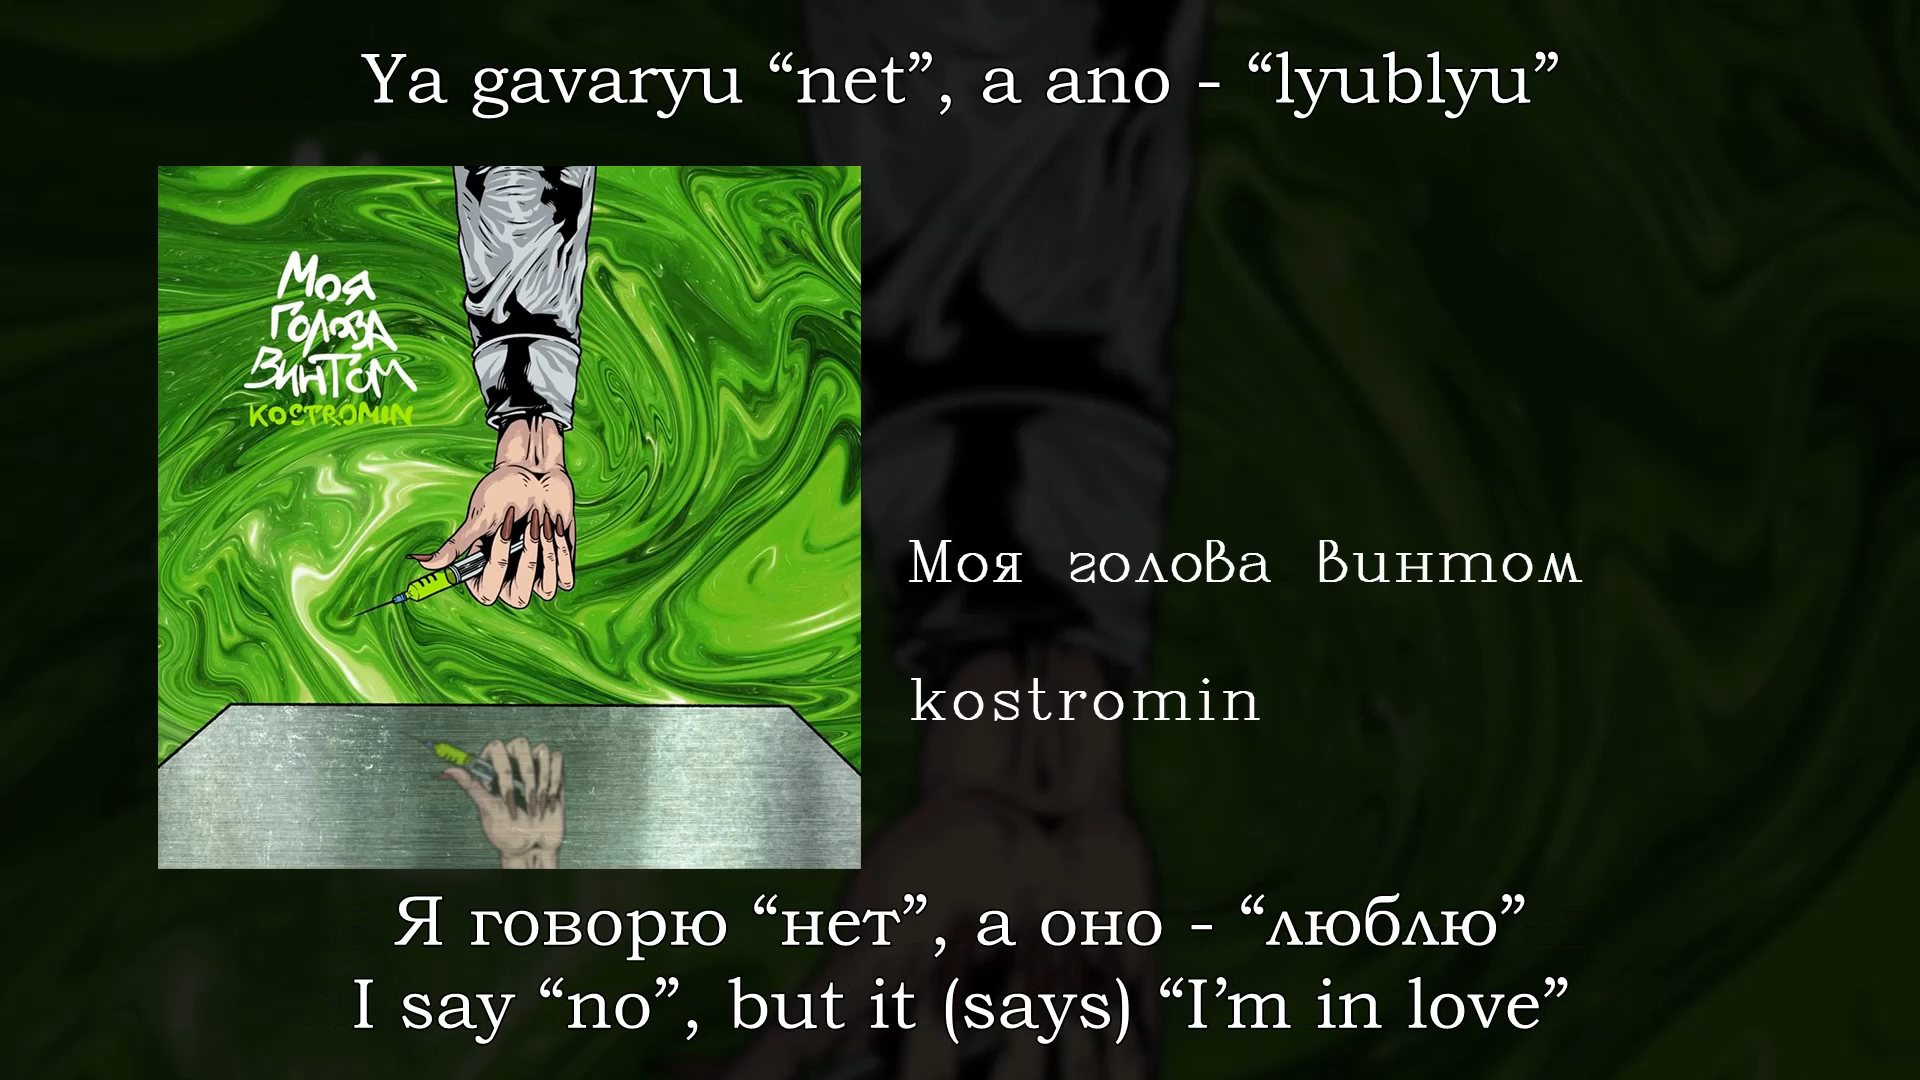 Ya gavaryu “net”, a ano - “lyublyu”
Моя
Голова
Винтом
KOSTROMIN
Моя голова винтом
kostromin
Я говорю “нет”, а оно - “люблю”
I say “no”, but it (says) “I’m in love”